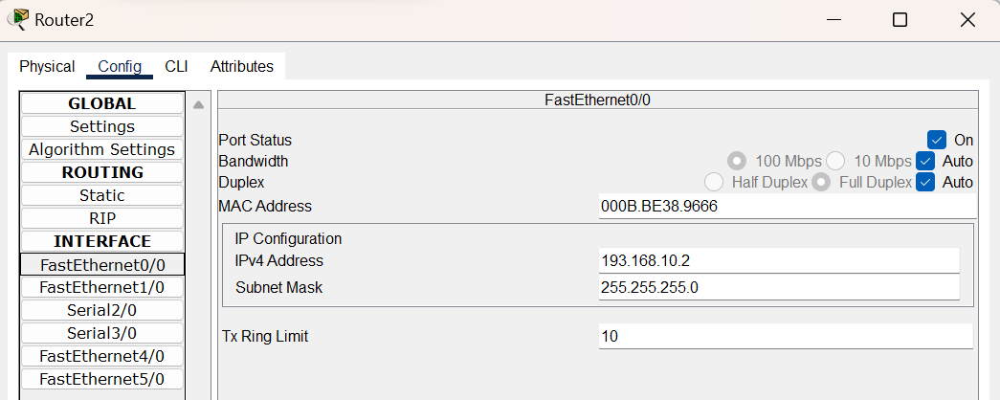 Router2
Physical Config CLI Attributes
GLOBAL
Settings
Algorithm Settings
ROUTING
Static
RIP
INTERFACE
FastEthernet0/0
FastEthernet1/0
Serial2/0
Serial3/0
FastEthernet4/0
FastEthernet5/0
FastEthernet0/0
Port Status On
Bandwidth 100 Mbps 10 Mbps Auto
Duplex Half Duplex Full Duplex Auto
MAC Address 000B.BE38.9666
IP Configuration
IPv4 Address 193.168.10.2
Subnet Mask 255.255.255.0
Tx Ring Limit 10